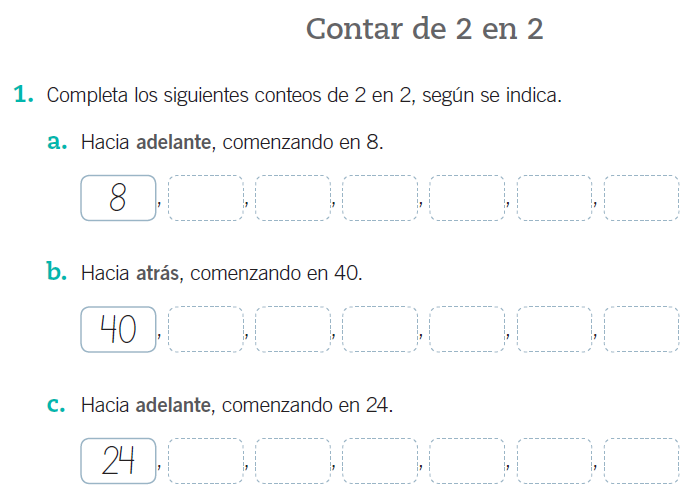 Contar de 2 en 2
1. Completa los siguientes conteos de 2 en 2, según se indica.
a. Hacia adelante, comenzando en 8.
8 , , , , , ,
b. Hacia atrás, comenzando en 40.
40 , , , , , ,
c. Hacia adelante, comenzando en 24.
24 , , , , , ,